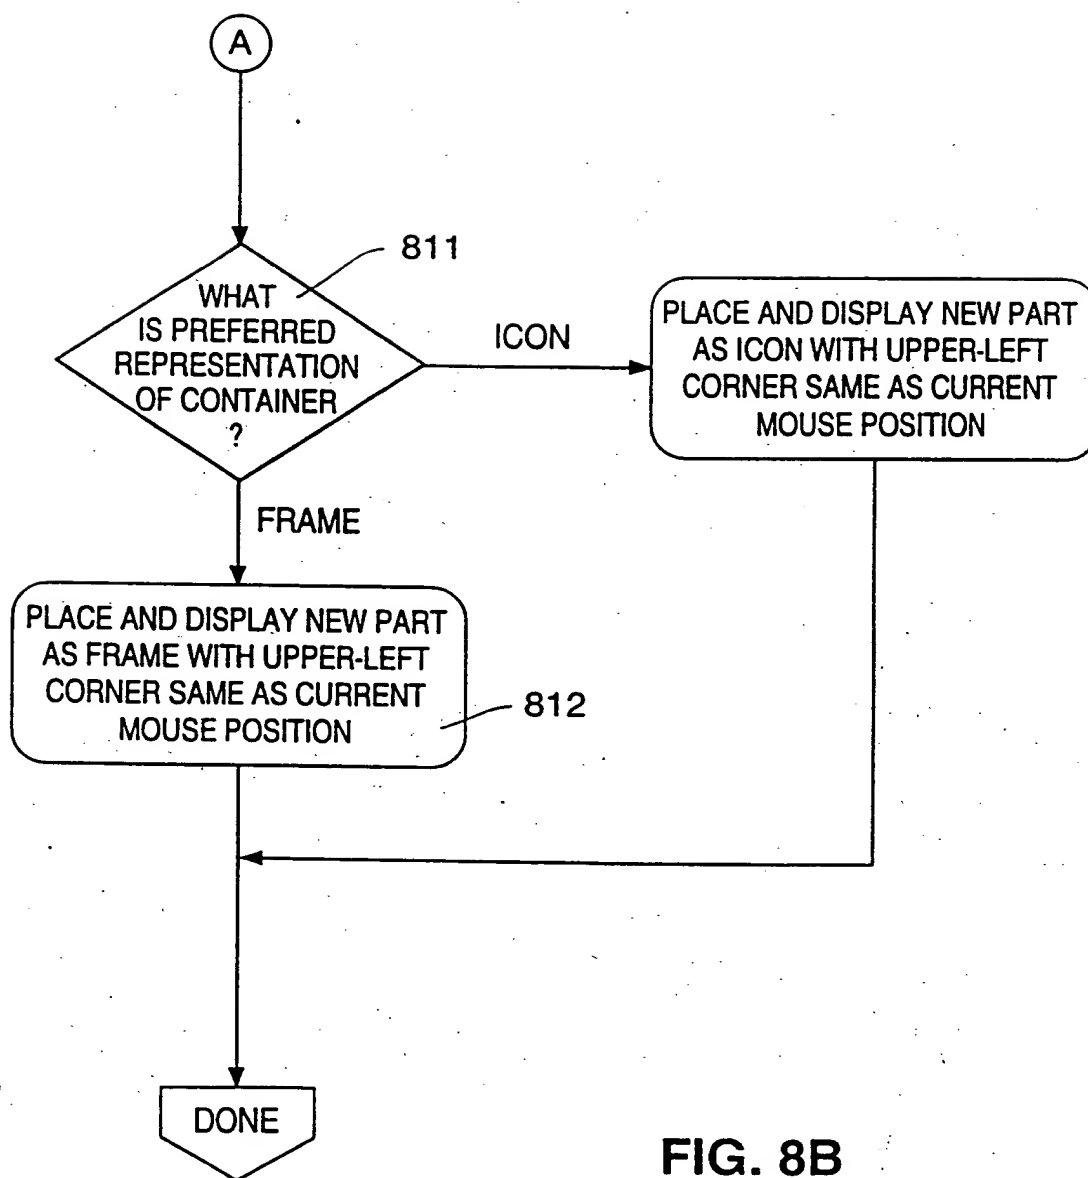 A
811
WHAT
IS PREFERRED
REPRESENTATION
OF CONTAINER
?
ICON
PLACE AND DISPLAY NEW PART
AS ICON WITH UPPER-LEFT
CORNER SAME AS CURRENT
MOUSE POSITION
FRAME
PLACE AND DISPLAY NEW PART
AS FRAME WITH UPPER-LEFT
CORNER SAME AS CURRENT
MOUSE POSITION
812
DONE
FIG. 8B